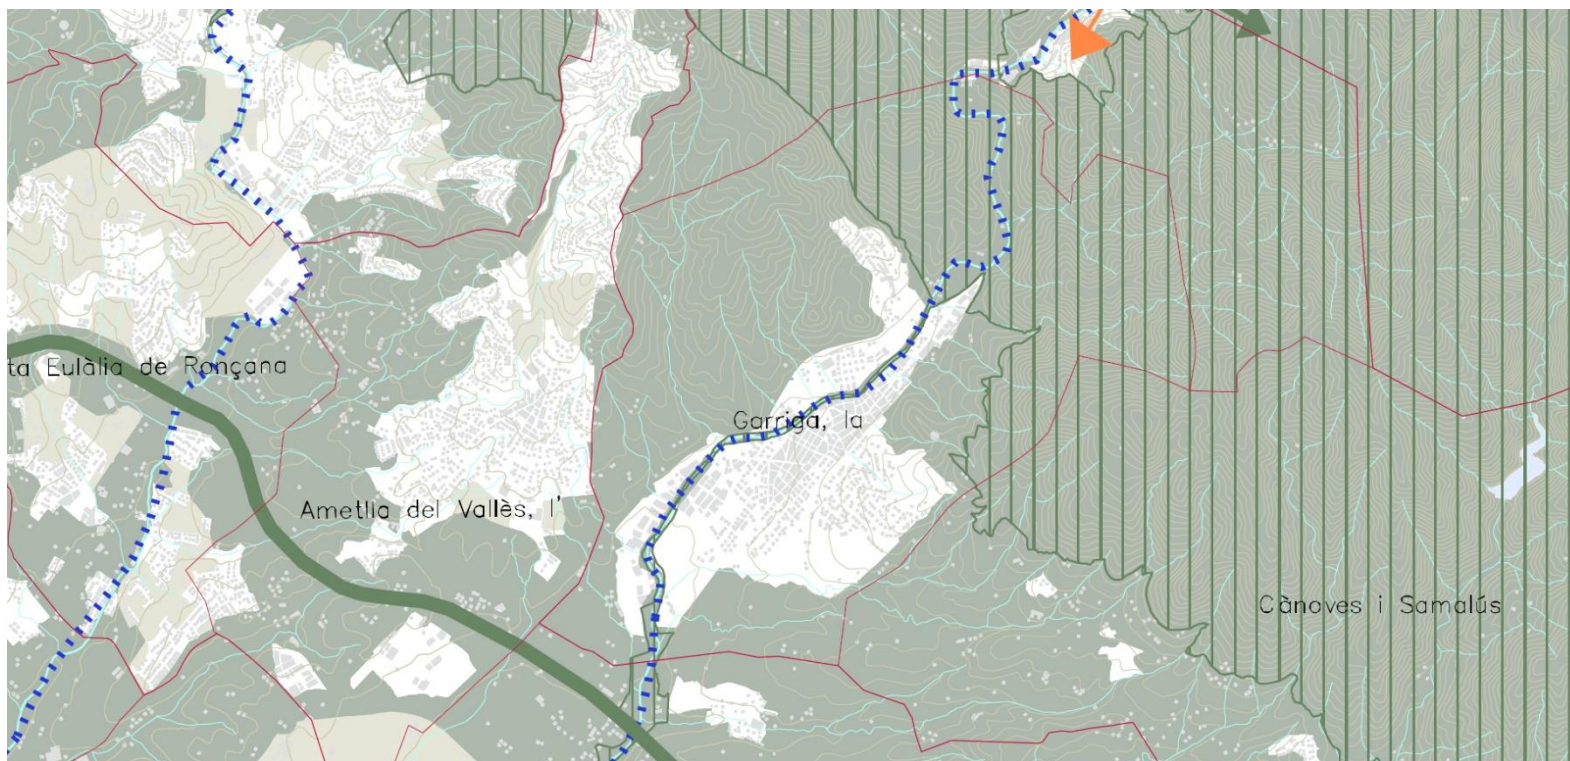 ta Eulàlia de Ronçana
Garriga, la
Ametlla del Vallès, l'
Cànoves i Samalús